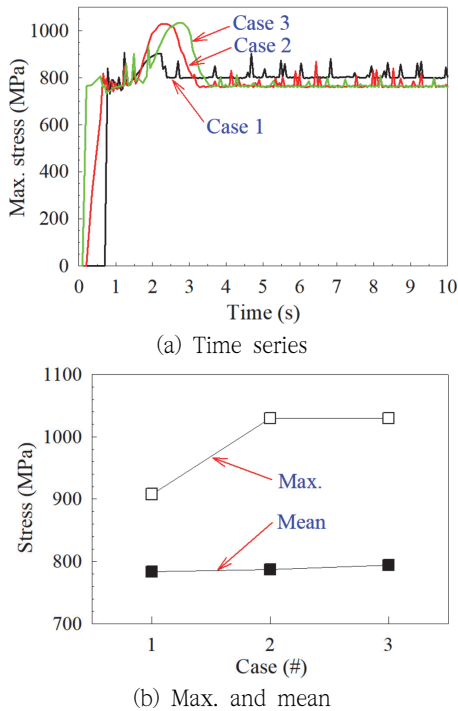 1000
800
600
400
200
0
Max. stress (MPa)
Case 3
Case 2
Case 1
0 1 2 3 4 5 6 7 8 9 10
Time (s)
(a) Time series
1100
1000
900
800
700
Stress (MPa)
Max.
Mean
1 2 3
Case (#)
(b) Max. and mean